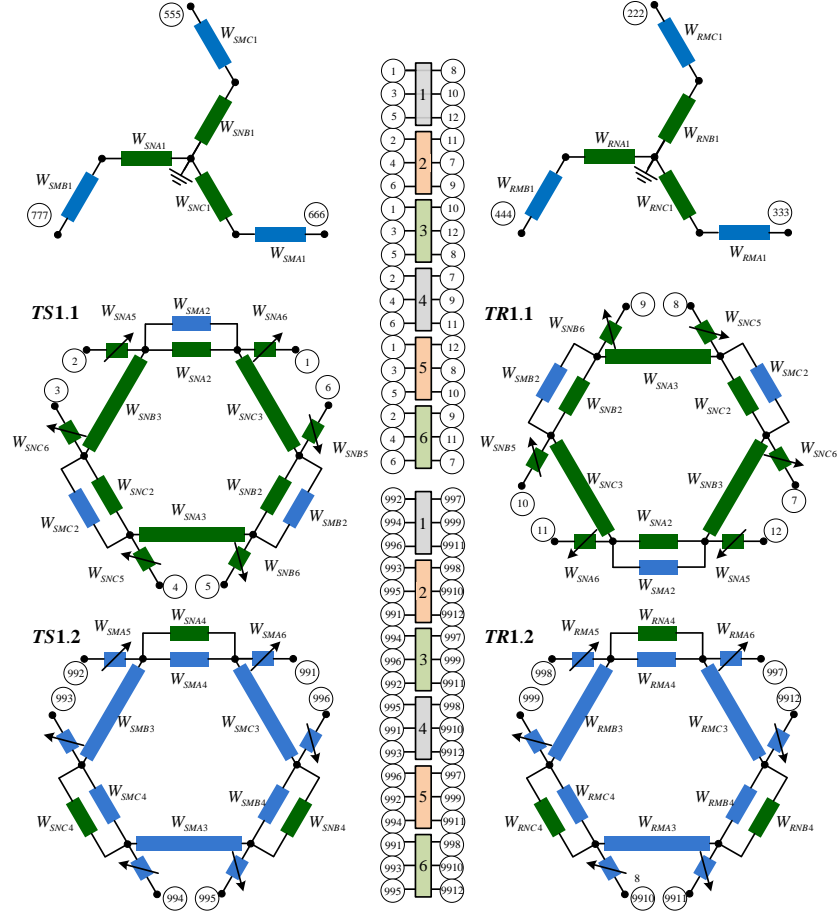 555
W_SMC1
W_SNB1
W_SNA1
W_SMB1
W_SNC1
777
666
W_SMA1
222
W_RMC1
W_RNB1
W_RNA1
W_RMB1
W_RNC1
444
333
W_RMA1
1 8
3 1 10
5 12
2 11
4 2 7
6 9
1 10
3 3 12
5 8
2 7
4 4 9
6 11
1 12
3 5 8
5 10
2 9
4 6 11
6 7
TS1.1
W_SMA2
W_SNA5
W_SNA6
2
W_SNA2
1
3
6
W_SNB3
W_SNC3
W_SNC6
W_SNB5
W_SNC2
W_SNB2
W_SMC2
W_SMB2
W_SNA3
W_SNC5
W_SNB6
4
5
TR1.1
9
8
W_SNB6
W_SNC5
W_SMB2
W_SNA3
W_SMC2
W_SNB2
W_SNC2
W_SNB5
W_SNC6
W_SNC3
W_SNB3
10
7
11
W_SNA2
12
W_SNA6
W_SMA2
W_SNA5
992 997
994 1 999
996 9911
993 998
995 2 9910
991 9912
994 997
996 3 999
992 9911
995 998
991 4 9910
993 9912
996 997
992 5 999
994 9911
991 998
993 6 9910
995 9912
TS1.2
W_SNA4
W_SMA5
W_SMA6
992
W_SMA4
991
993
996
W_SMB3
W_SMC3
W_SMC4
W_SMB4
W_SNC4
W_SMA3
W_SNB4
994
995
TR1.2
W_RNA4
W_RMA5
W_RMA6
998
W_RMA4
997
999
9912
W_RMB3
W_RMC3
W_RMC4
W_RMB4
W_RNC4
W_RMA3
W_RNB4
8
9910
9911